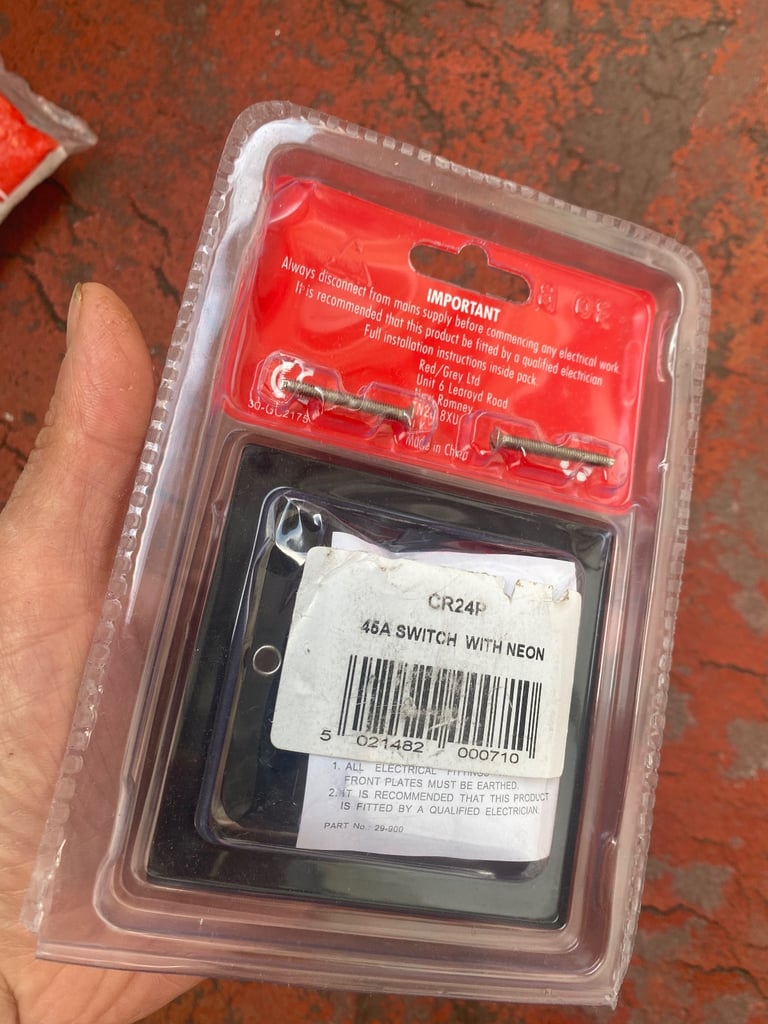 IMPORTANT
Always disconnect from mains supply before commencing any electrical work.
It is recommended that this product be fitted by a qualified electrician
Full installation instructions inside pack
Red/Grey Ltd
Unit 6 Learoyd Road
Romney
8XU
Made in China
CR24P
45A SWITCH WITH NEON
5 021482 000710
1. ALL ELECTRICAL FITTINGS
FRONT PLATES MUST BE EARTHED.
2. IT IS RECOMMENDED THAT THIS PRODUCT
IS FITTED BY A QUALIFIED ELECTRICIAN.
PART No.: 29-900